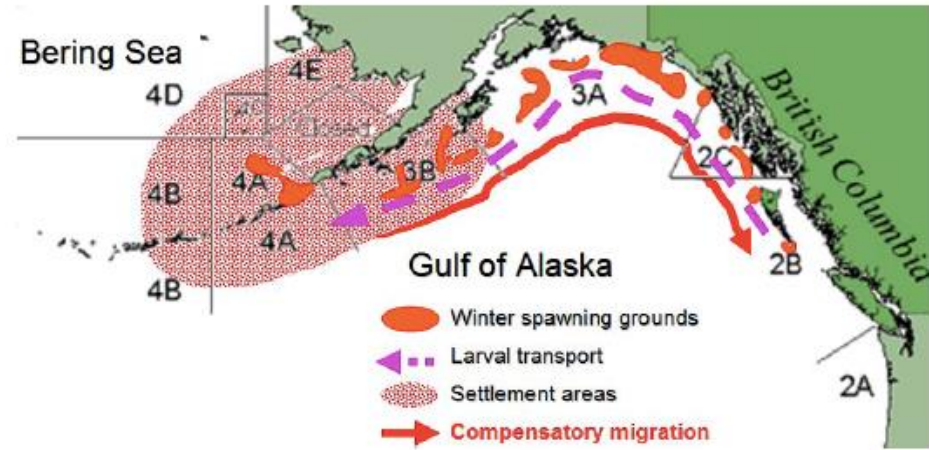 Bering Sea
4D
4E
4C
Closed
4B
4A
3B
3A
2C
British Columbia
4A
4B
Gulf of Alaska
2B
Winter spawning grounds
Larval transport
Settlement areas
2A
Compensatory migration